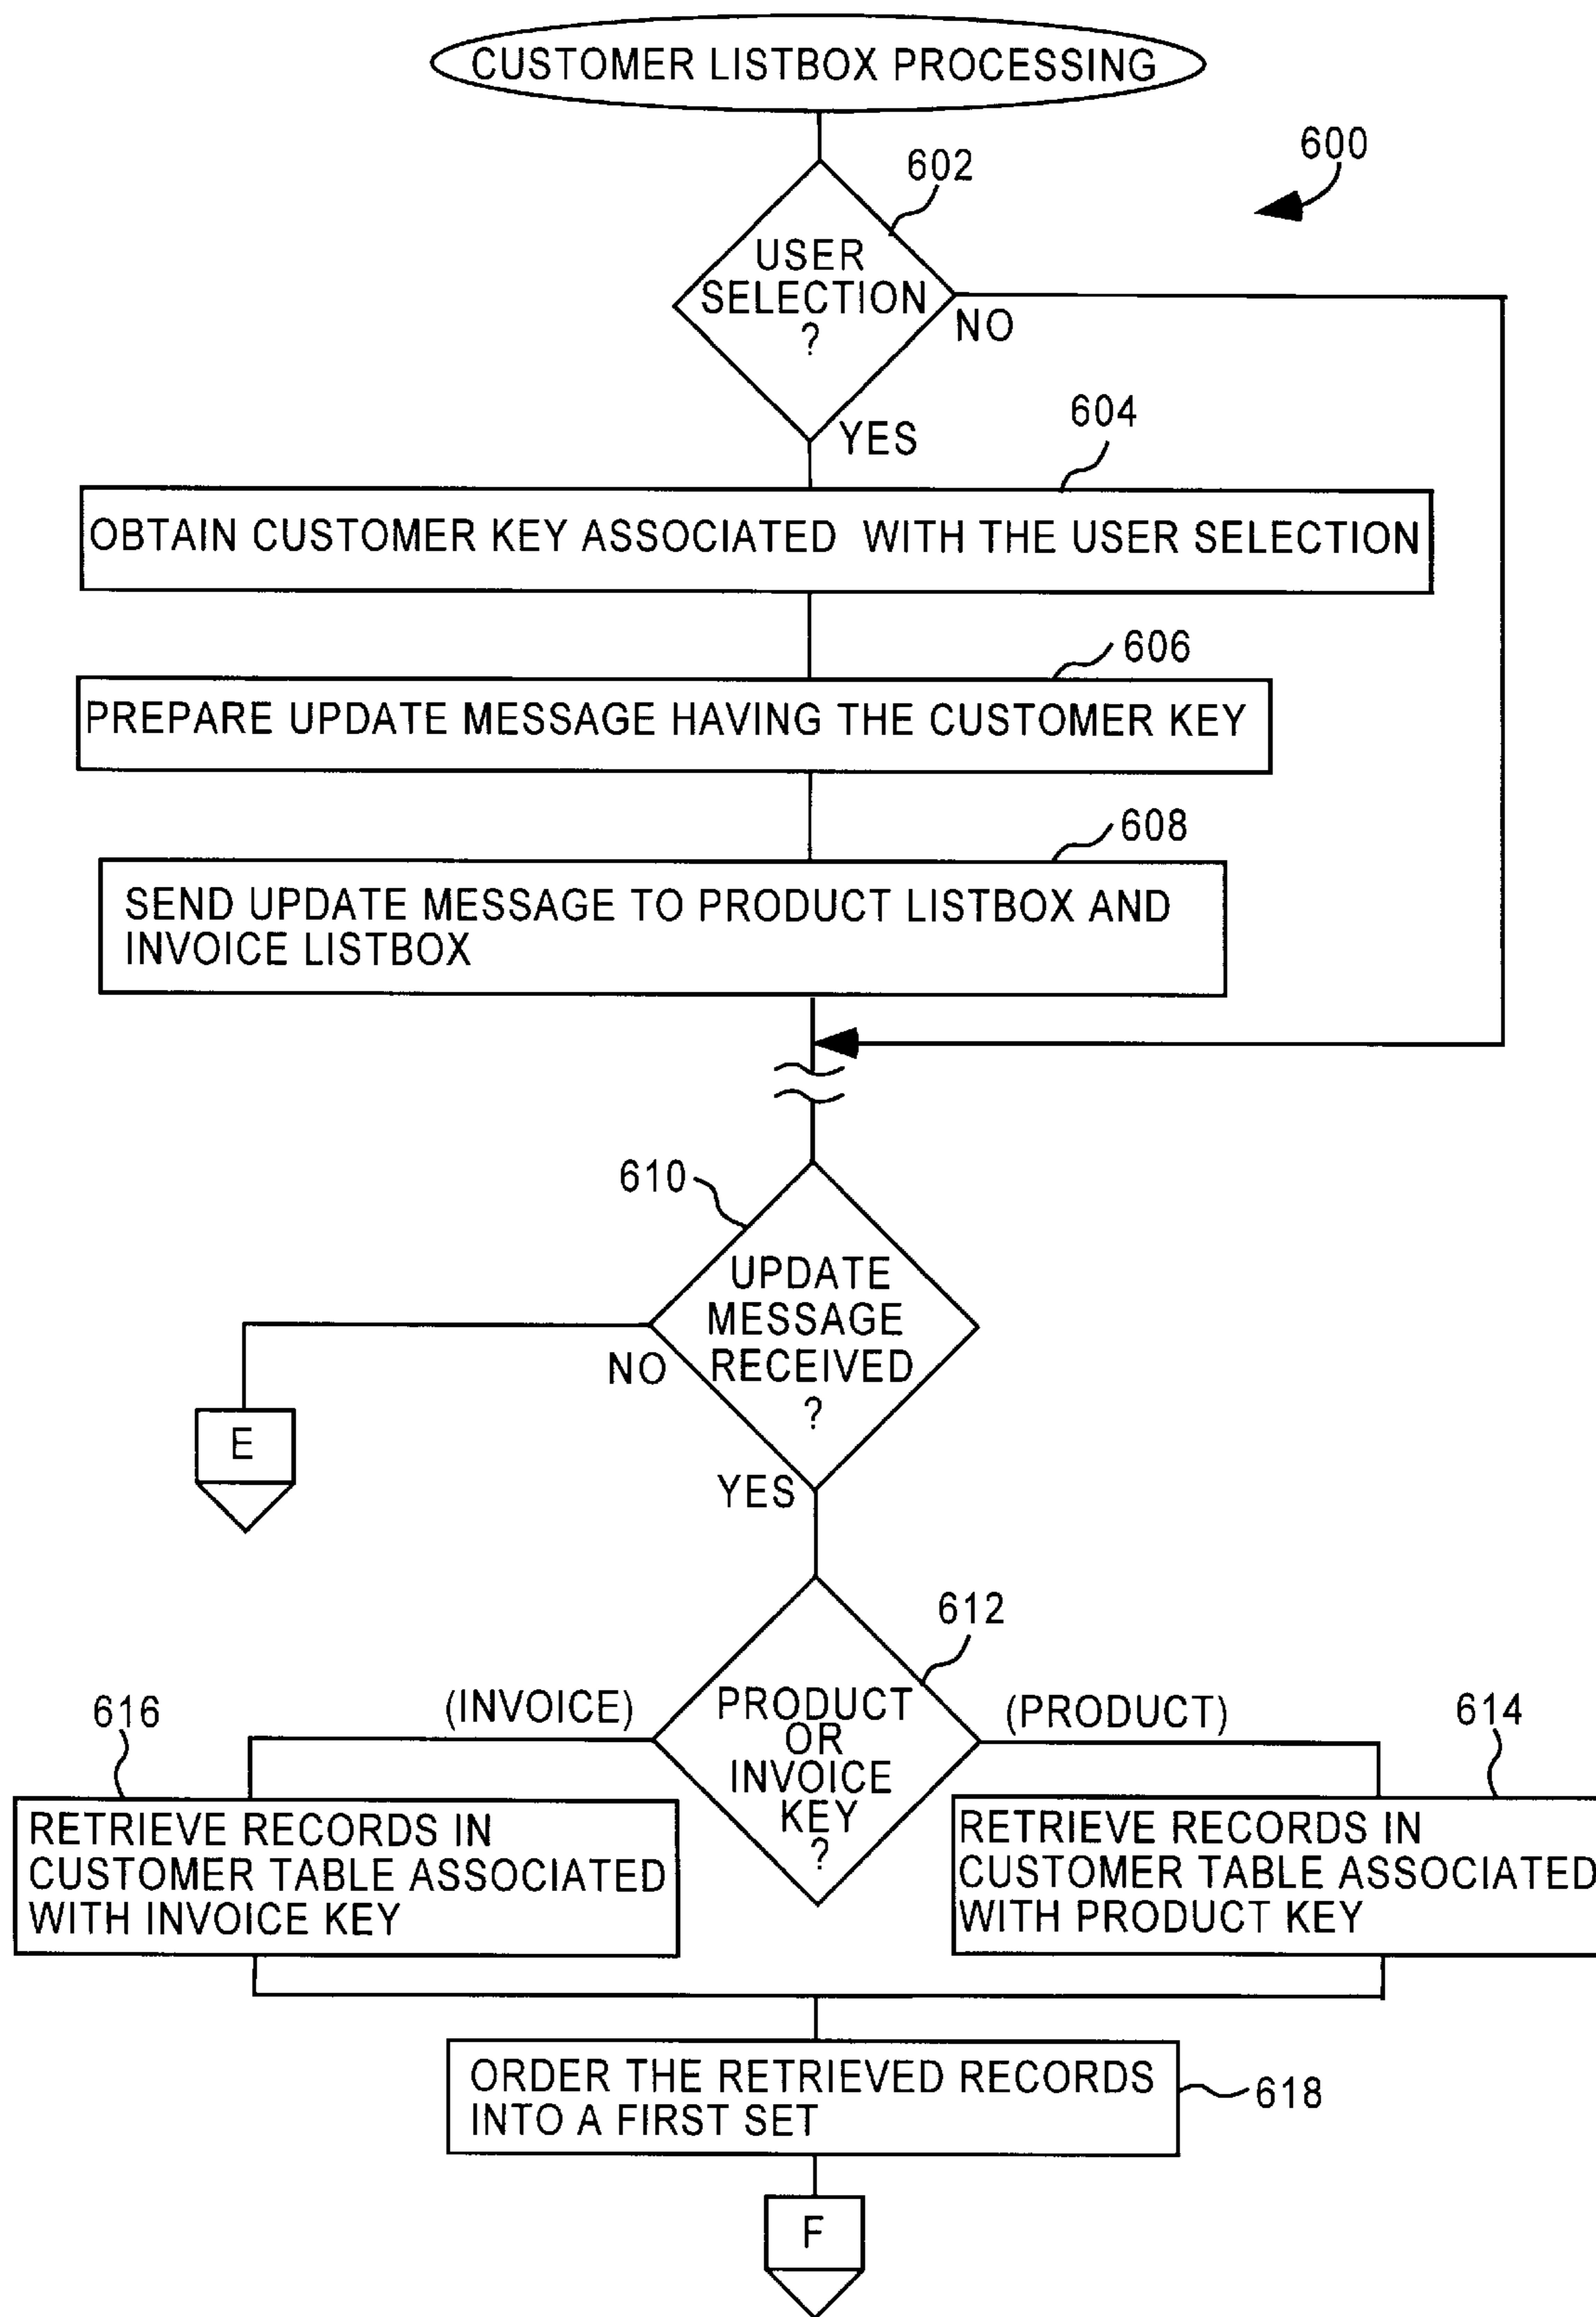 CUSTOMER LISTBOX PROCESSING
600
602
USER
SELECTION
?
NO
YES
604
OBTAIN CUSTOMER KEY ASSOCIATED WITH THE USER SELECTION
606
PREPARE UPDATE MESSAGE HAVING THE CUSTOMER KEY
608
SEND UPDATE MESSAGE TO PRODUCT LISTBOX AND
INVOICE LISTBOX
610
UPDATE
MESSAGE
RECEIVED
?
NO
E
YES
612
PRODUCT
OR
INVOICE
KEY
?
(INVOICE)
(PRODUCT)
616
RETRIEVE RECORDS IN
CUSTOMER TABLE ASSOCIATED
WITH INVOICE KEY
614
RETRIEVE RECORDS IN
CUSTOMER TABLE ASSOCIATED
WITH PRODUCT KEY
ORDER THE RETRIEVED RECORDS
INTO A FIRST SET
618
F